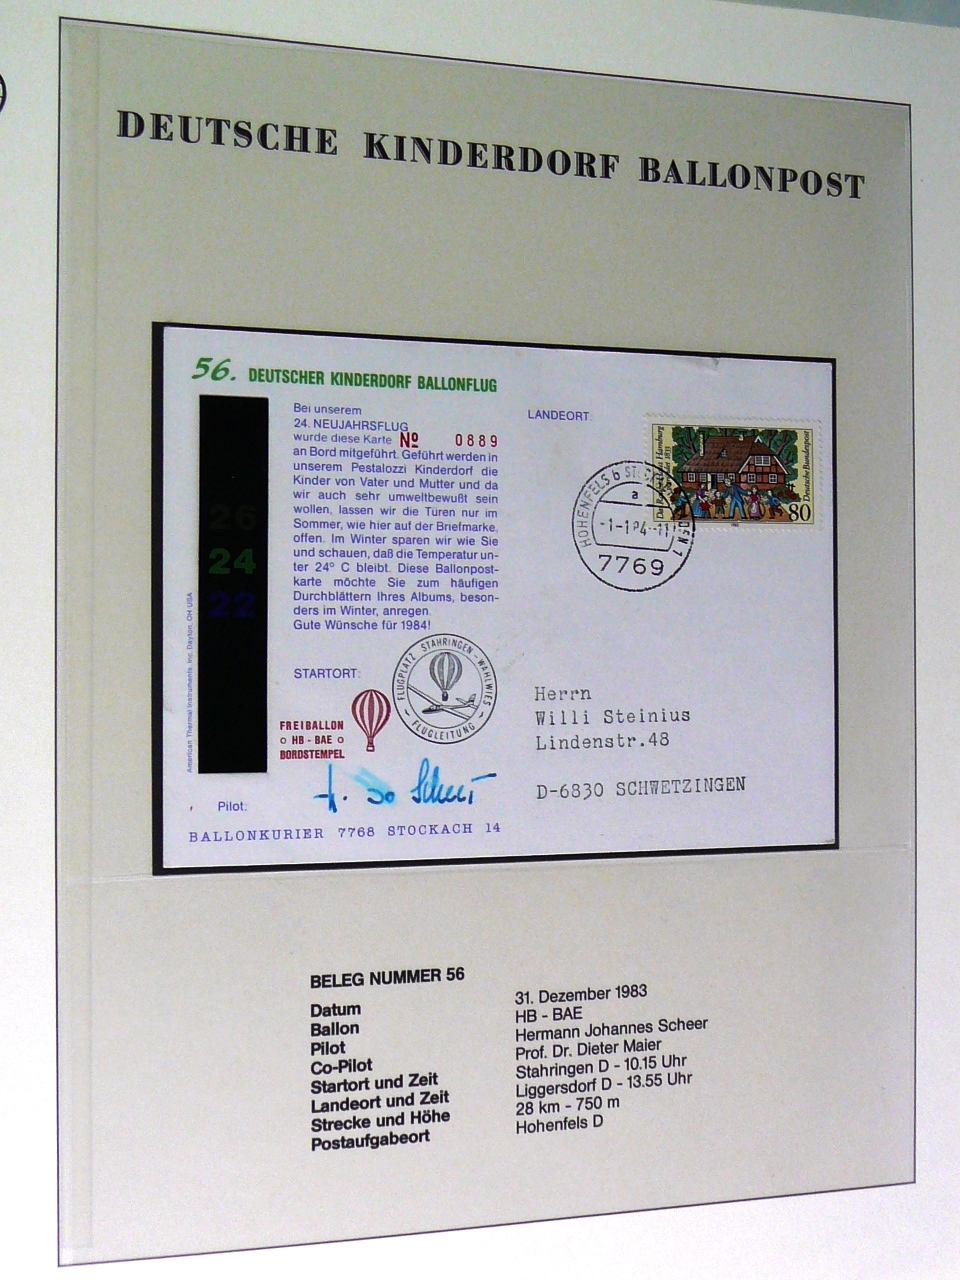 DEUTSCHE KINDERDORF BALLONPOST
56. DEUTSCHER KINDERDORF BALLONFLUG
Bei unserem
24. NEUJAHRSFLUG
wurde diese Karte № 0889
an Bord mitgeführt. Geführt werden in
unserem Pestalozzi Kinderdorf die
Kinder von Vater und Mutter und da
wir auch sehr umweltbewußt sein
wollen, lassen wir die Türen nur im
Sommer, wie hier auf der Briefmarke,
offen. Im Winter sparen wir wie Sie
und schauen, daß die Temperatur un-
ter 24° C bleibt. Diese Ballonpost-
karte möchte Sie zum häufigen
Durchblättern Ihres Albums, beson-
ders im Winter, anregen.
Gute Wünsche für 1984!
26
24
22
American Thermal Instruments, Inc. Dayton, OH USA
STARTORT:
FLUGPLATZ STAHRINGEN-WAHLWIES
FLUGLEITUNG
FREIBALLON
o HB - BAE o
BORDSTEMPEL
Pilot:
BALLONKURIER 7768 STOCKACH 14
LANDEORT:
Hamburg
1833
Deutsche Bundespost
80
HOHENFELS b
a
7769
Herrn
Willi Steinius
Lindenstr.48
D-6830 SCHWETZINGEN
BELEG NUMMER 56
Datum 31. Dezember 1983
Ballon HB - BAE
Pilot Hermann Johannes Scheer
Co-Pilot Prof. Dr. Dieter Maier
Startort und Zeit Stahringen D - 10.15 Uhr
Landeort und Zeit Liggersdorf D - 13.55 Uhr
Strecke und Höhe 28 km - 750 m
Postaufgabeort Hohenfels D